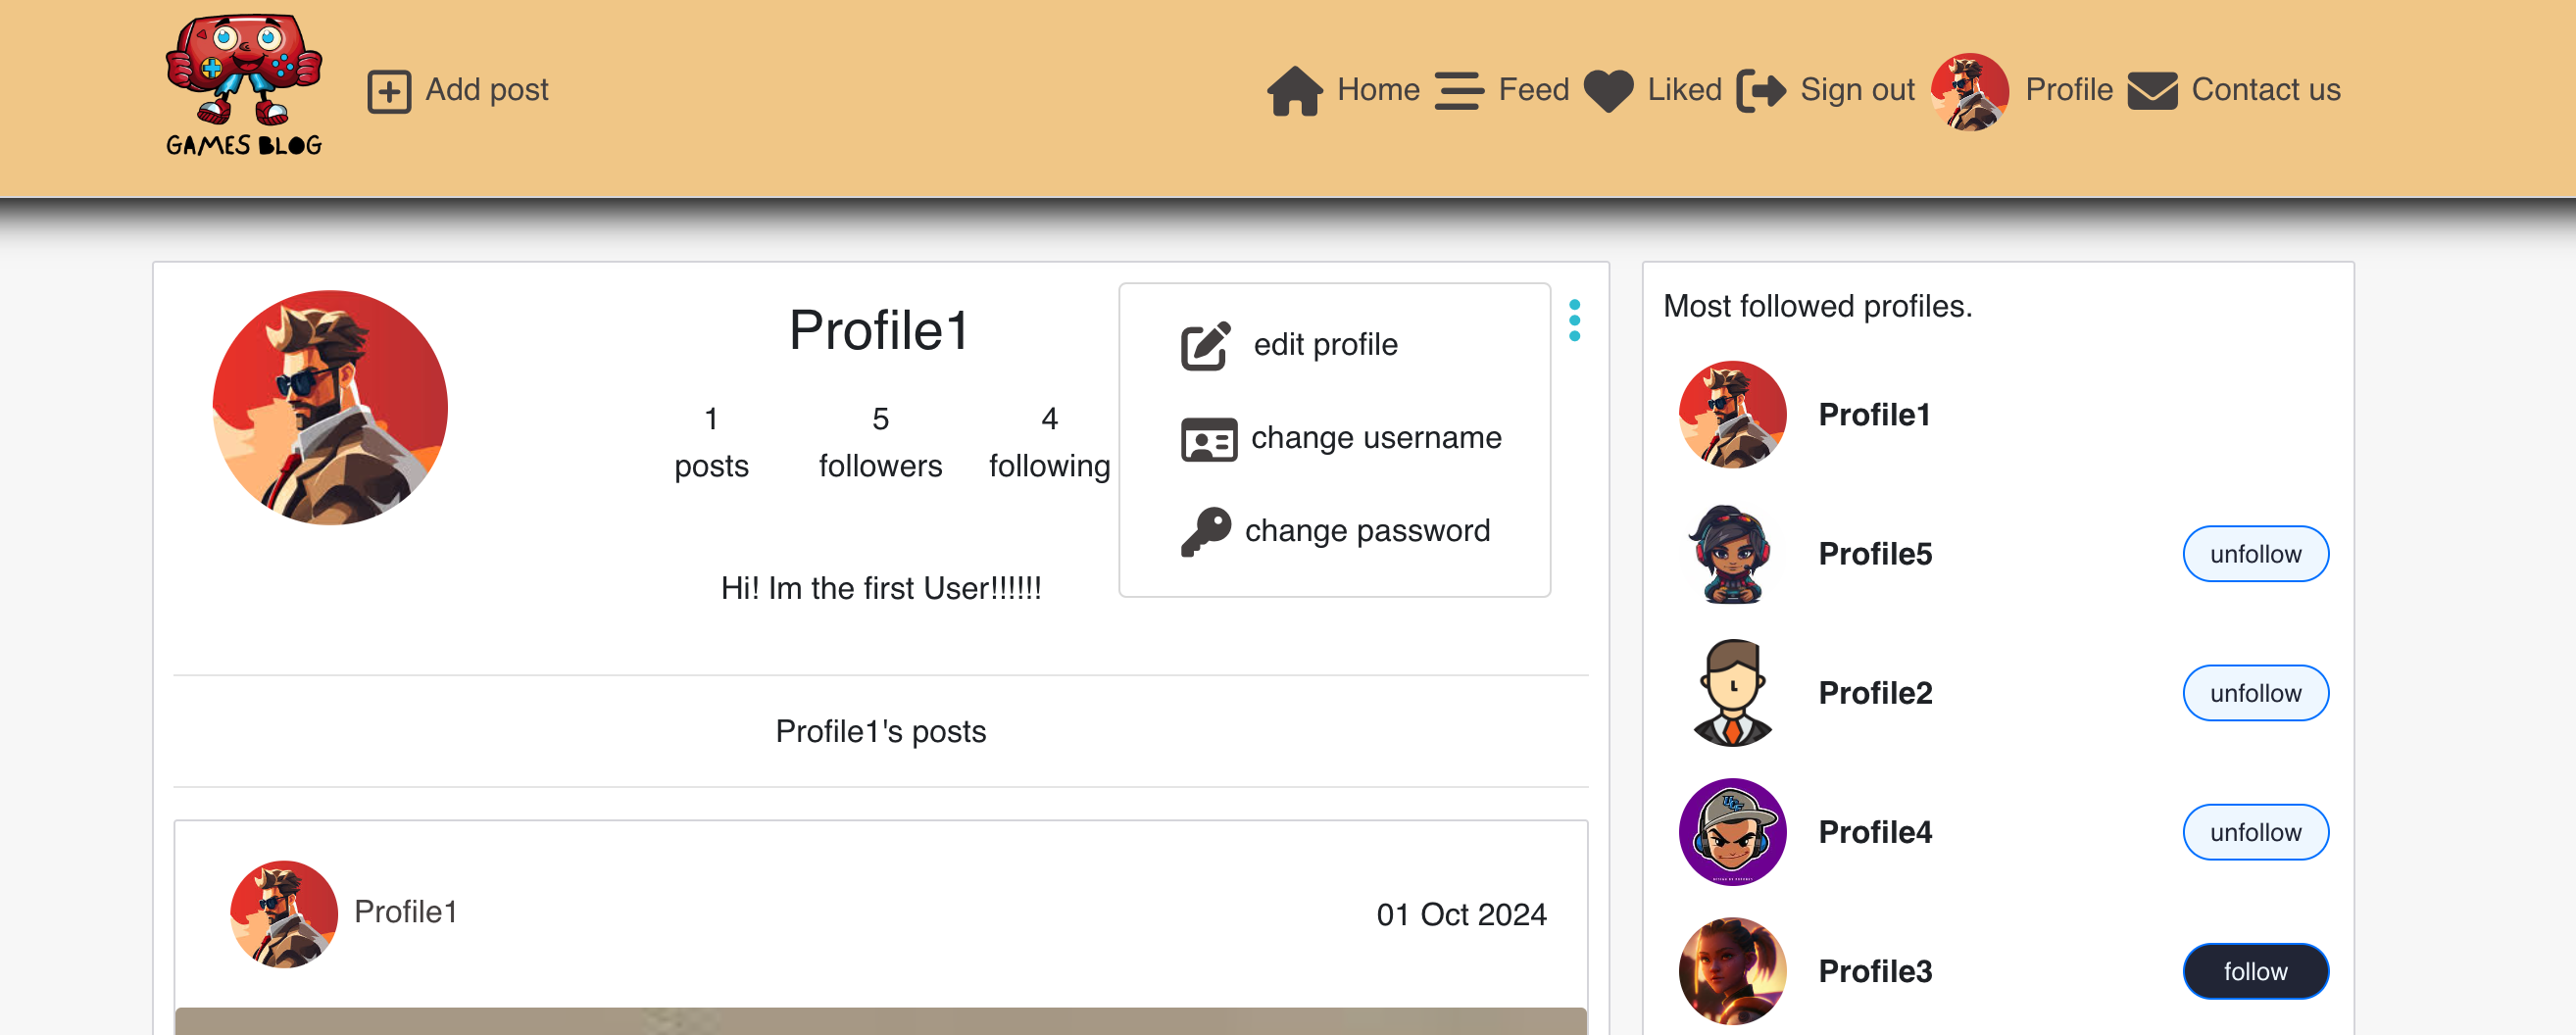 GAMES BLOG
Add post
Home Feed Liked Sign out Profile Contact us
Profile1
1 posts
5 followers
4 following
Hi! Im the first User!!!!!!
edit profile
change username
change password
Profile1's posts
Profile1
01 Oct 2024
Most followed profiles.
Profile1
Profile5 unfollow
Profile2 unfollow
UCF
Profile4 unfollow
Profile3 follow